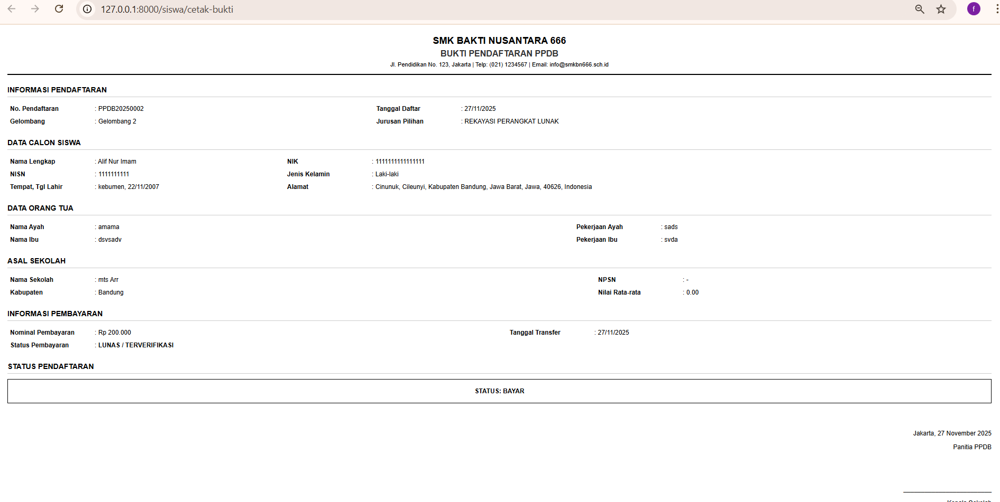 127.0.0.1:8000/siswa/cetak-bukti
f
SMK BAKTI NUSANTARA 666
BUKTI PENDAFTARAN PPDB
Jl. Pendidikan No. 123, Jakarta | Telp: (021) 1234567 | Email: info@smkbn666.sch.id
INFORMASI PENDAFTARAN
No. Pendaftaran : PPDB20250002 Tanggal Daftar : 27/11/2025
Gelombang : Gelombang 2 Jurusan Pilihan : REKAYASI PERANGKAT LUNAK
DATA CALON SISWA
Nama Lengkap : Alif Nur Imam NIK : 1111111111111111
NISN : 1111111111 Jenis Kelamin : Laki-laki
Tempat, Tgl Lahir : kebumen, 22/11/2007 Alamat : Cinunuk, Cileunyi, Kabupaten Bandung, Jawa Barat, Jawa, 40626, Indonesia
DATA ORANG TUA
Nama Ayah : amama Pekerjaan Ayah : sads
Nama Ibu : dsvsadv Pekerjaan Ibu : svda
ASAL SEKOLAH
Nama Sekolah : mts Arr NPSN : -
Kabupaten : Bandung Nilai Rata-rata : 0.00
INFORMASI PEMBAYARAN
Nominal Pembayaran : Rp 200.000 Tanggal Transfer : 27/11/2025
Status Pembayaran : LUNAS / TERVERIFIKASI
STATUS PENDAFTARAN
STATUS: BAYAR
Jakarta, 27 November 2025
Panitia PPDB
Kepala Sekolah